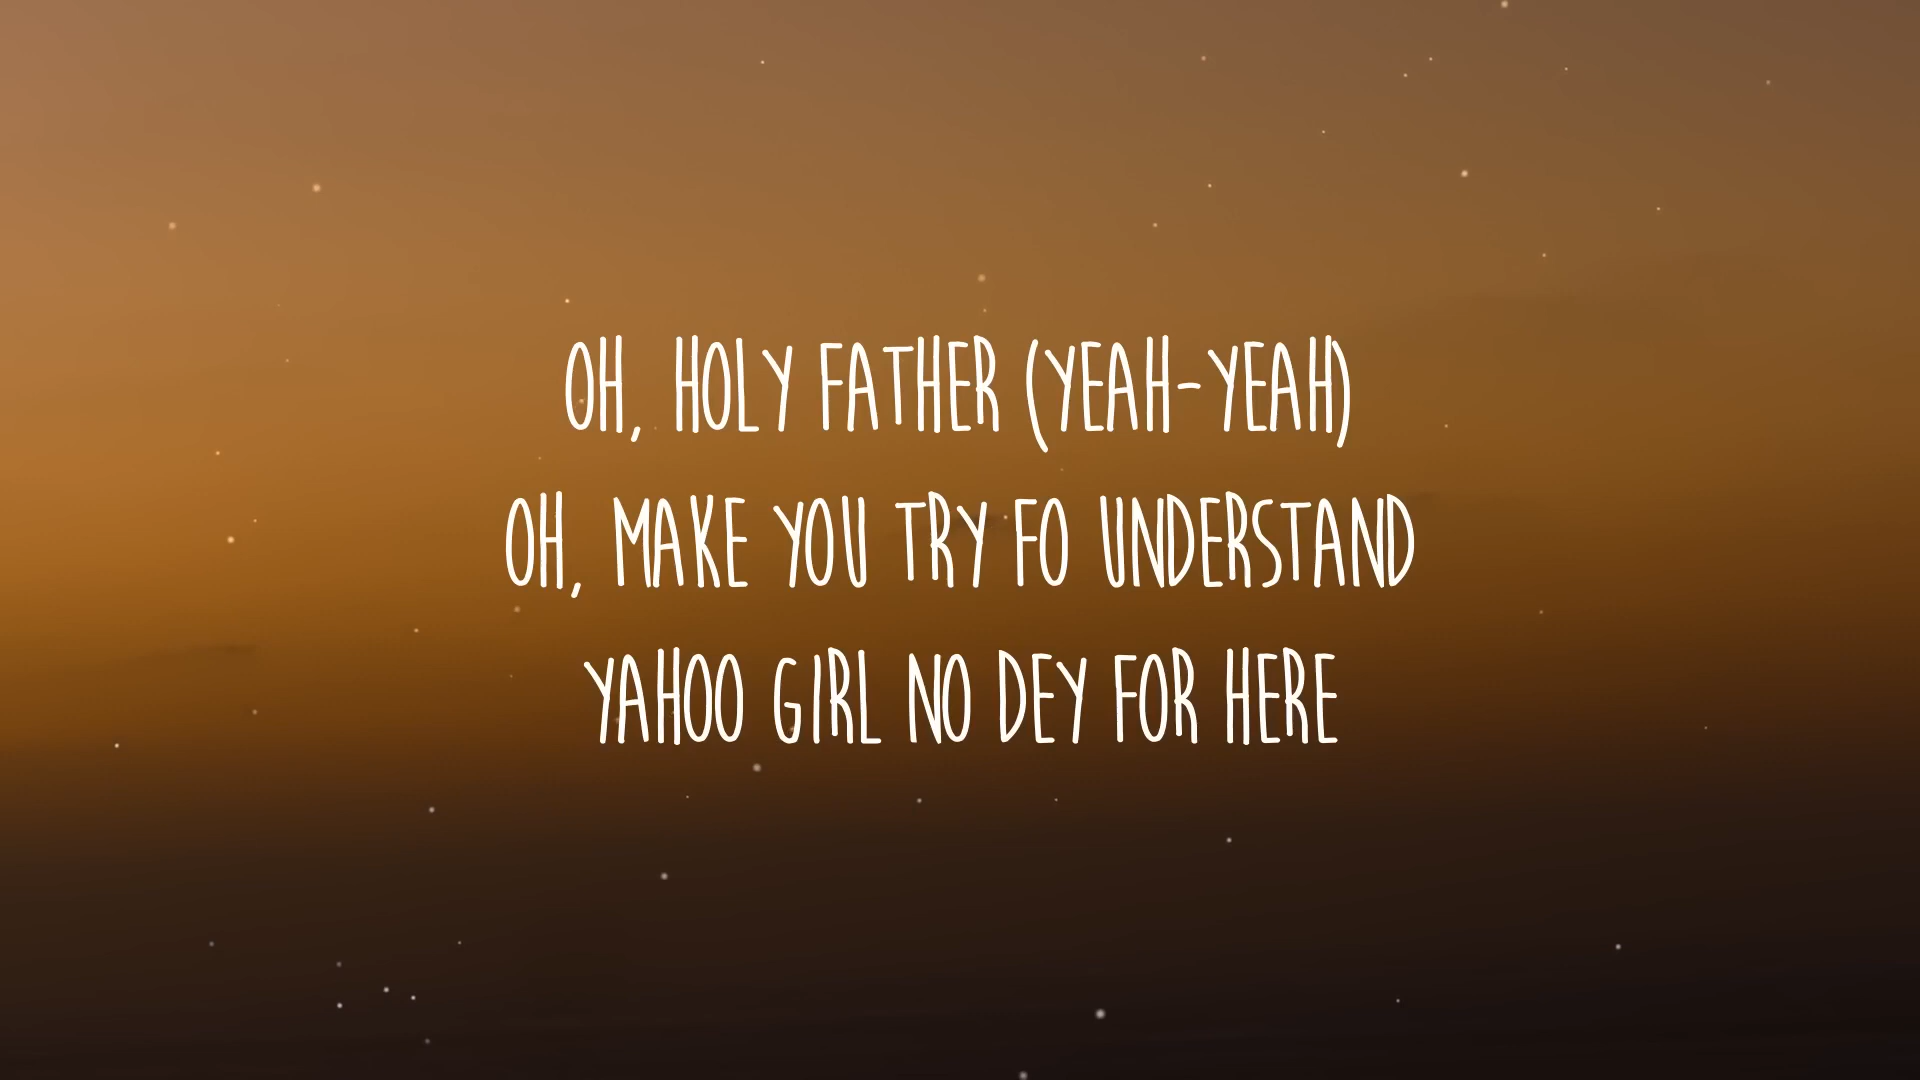 OH, HOLY FATHER (YEAH-YEAH)
OH, MAKE YOU TRY FO UNDERSTAND
YAHOO GIRL NO DEY FOR HERE